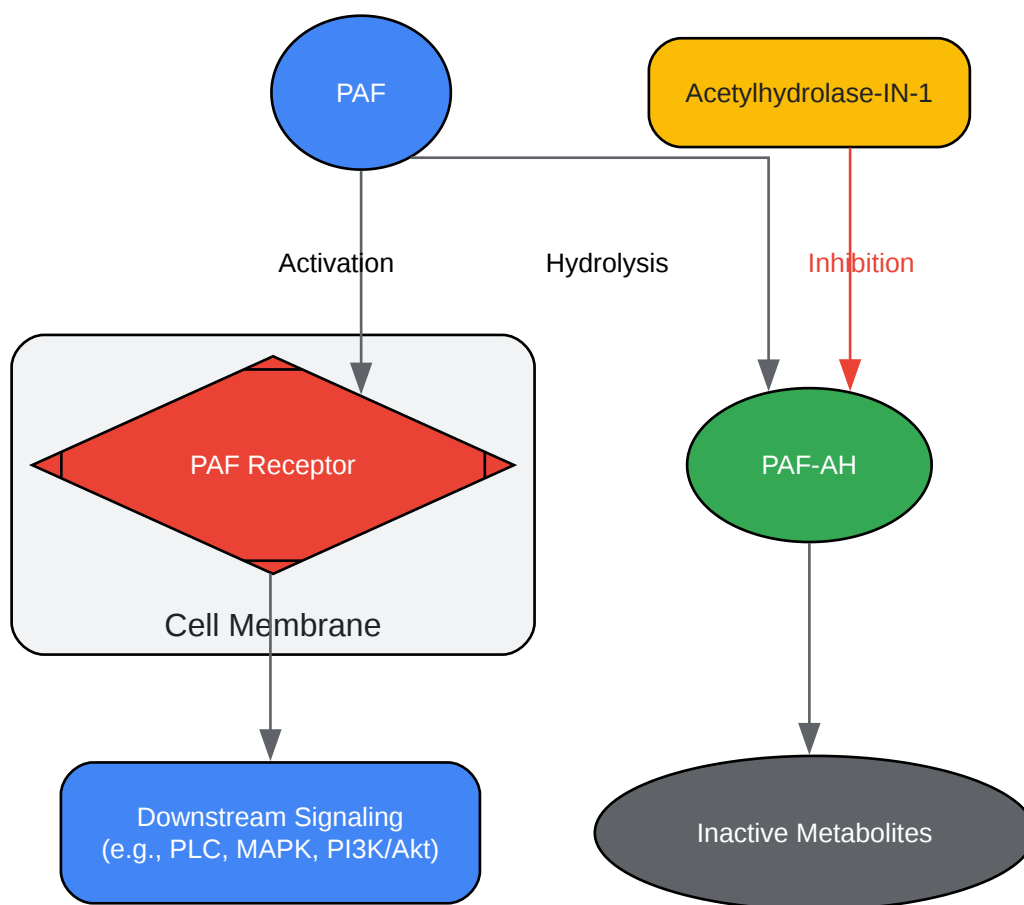 PAF
Acetylhydrolase-IN-1
Activation
Hydrolysis
Inhibition
PAF Receptor
PAF-AH
Cell Membrane
Downstream Signaling
(e.g., PLC, MAPK, PI3K/Akt)
Inactive Metabolites